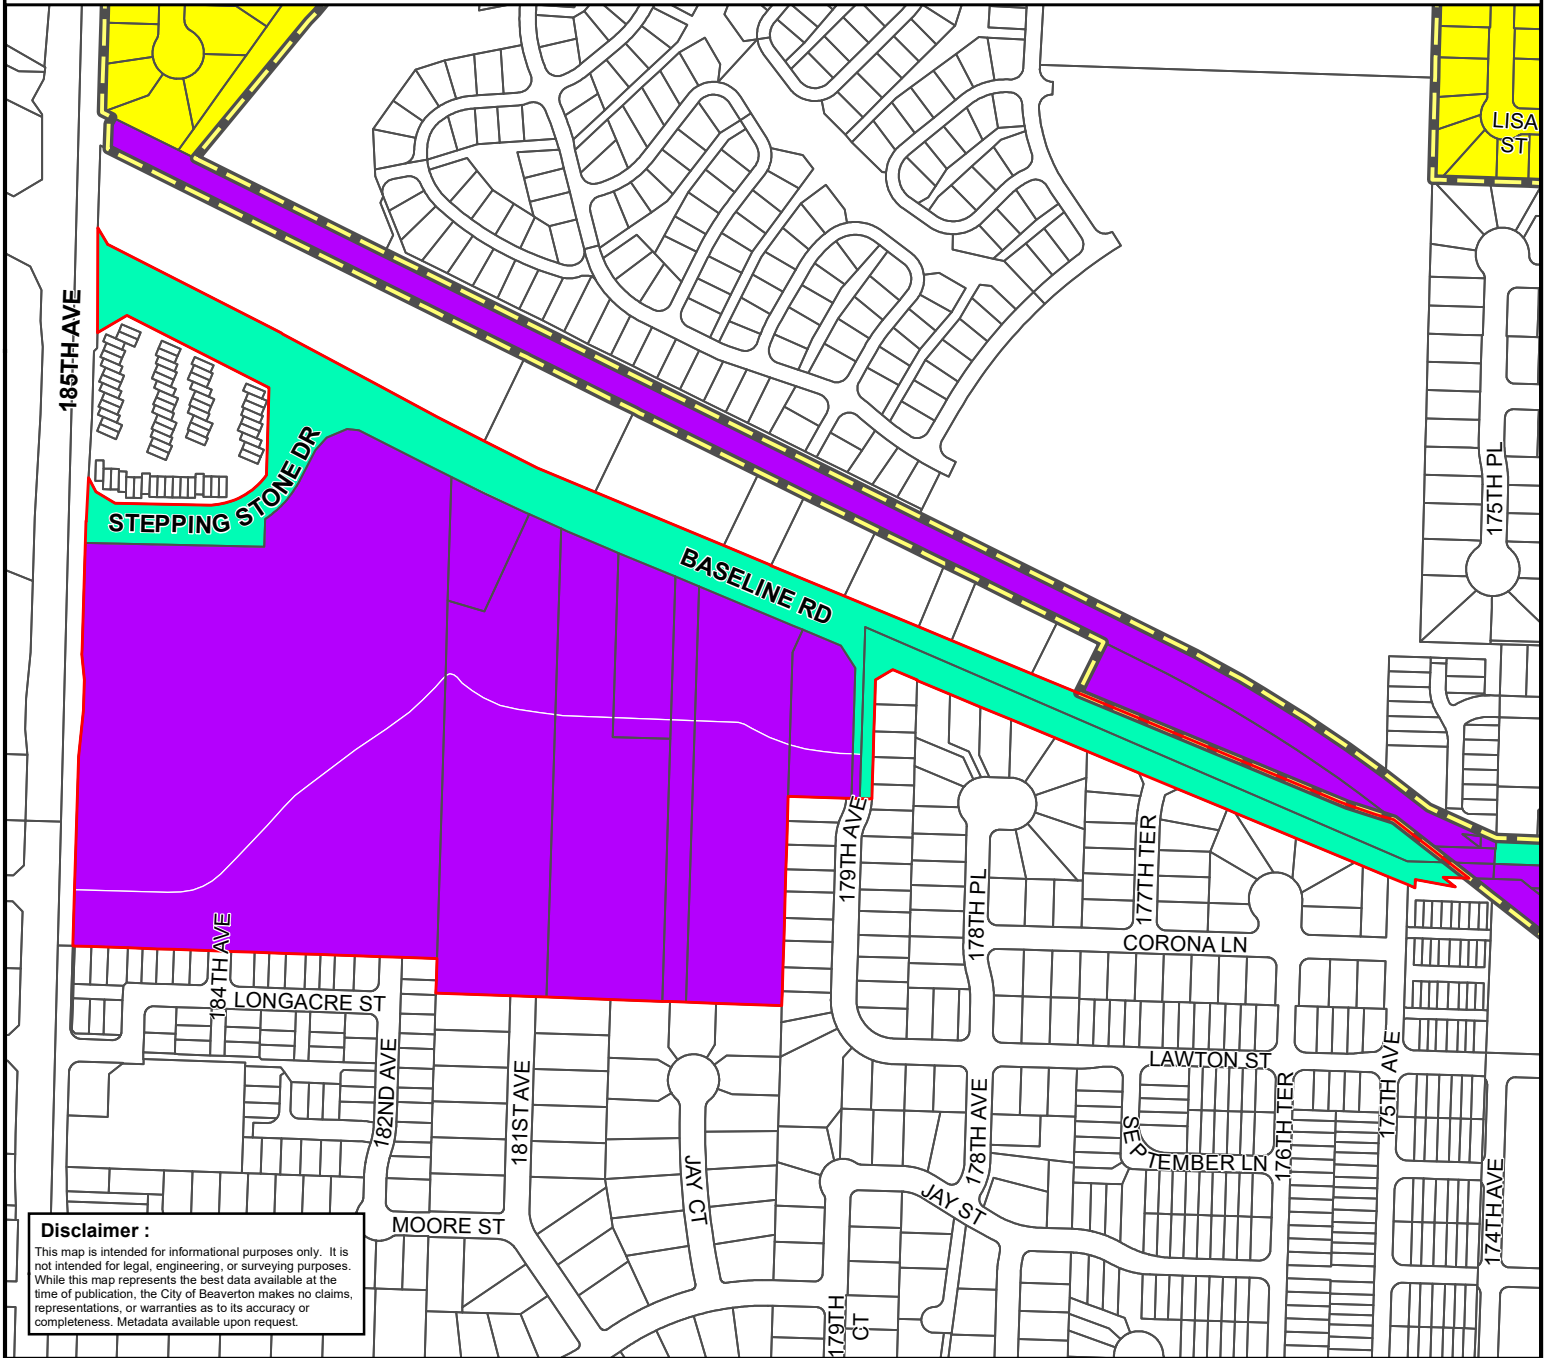 LISA
ST
185TH AVE
STEPPING STONE DR
BASELINE RD
175TH PL
179TH AVE
178TH PL
177TH TER
CORONA LN
184TH AVE
LONGACRE ST
182ND AVE
181ST AVE
LAWTON ST
175TH AVE
176TH TER
178TH AVE
SEPTEMBER LN
JAY CT
JAY ST
174TH AVE
MOORE ST
179TH
CT
Disclaimer :
This map is intended for informational purposes only. It is
not intended for legal, engineering, or surveying purposes.
While this map represents the best data available at the
time of publication, the City of Beaverton makes no claims,
representations, or warranties as to its accuracy or
completeness. Metadata available upon request.